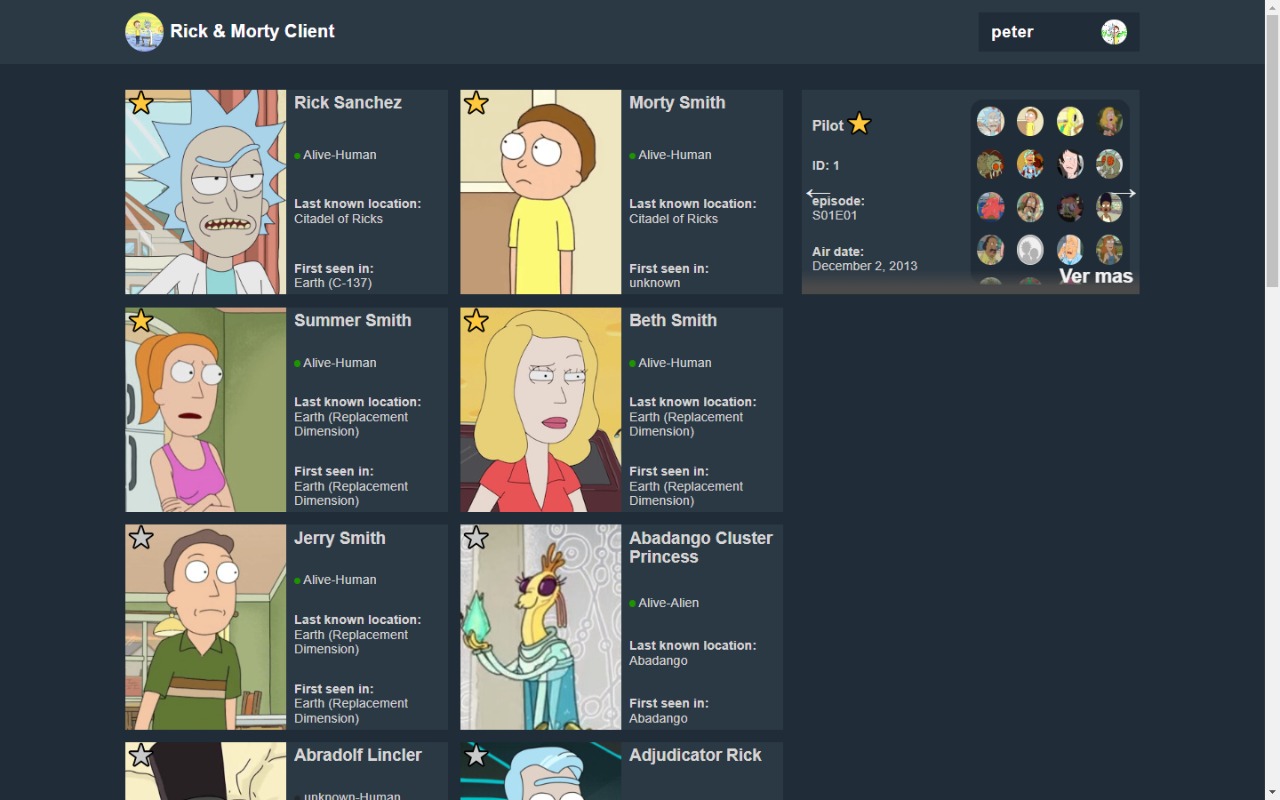 Rick & Morty Client
peter
Rick Sanchez
Alive-Human
Last known location:
Citadel of Ricks
First seen in:
Earth (C-137)
Morty Smith
Alive-Human
Last known location:
Citadel of Ricks
First seen in:
unknown
Pilot
ID: 1
episode:
S01E01
Air date:
December 2, 2013
Ver mas
Summer Smith
Alive-Human
Last known location:
Earth (Replacement
Dimension)
First seen in:
Earth (Replacement
Dimension)
Beth Smith
Alive-Human
Last known location:
Earth (Replacement
Dimension)
First seen in:
Earth (Replacement
Dimension)
Jerry Smith
Alive-Human
Last known location:
Earth (Replacement
Dimension)
First seen in:
Earth (Replacement
Dimension)
Abadango Cluster
Princess
Alive-Alien
Last known location:
Abadango
First seen in:
Abadango
Abradolf Lincler
unknown-Human
Adjudicator Rick